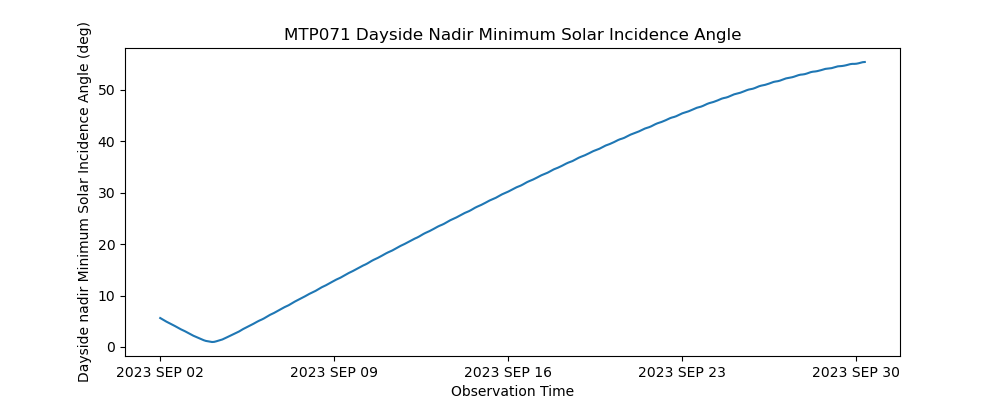 MTP071 Dayside Nadir Minimum Solar Incidence Angle
Dayside nadir Minimum Solar Incidence Angle (deg)
50
40
30
20
10
0
2023 SEP 02
2023 SEP 09
2023 SEP 16
2023 SEP 23
2023 SEP 30
Observation Time